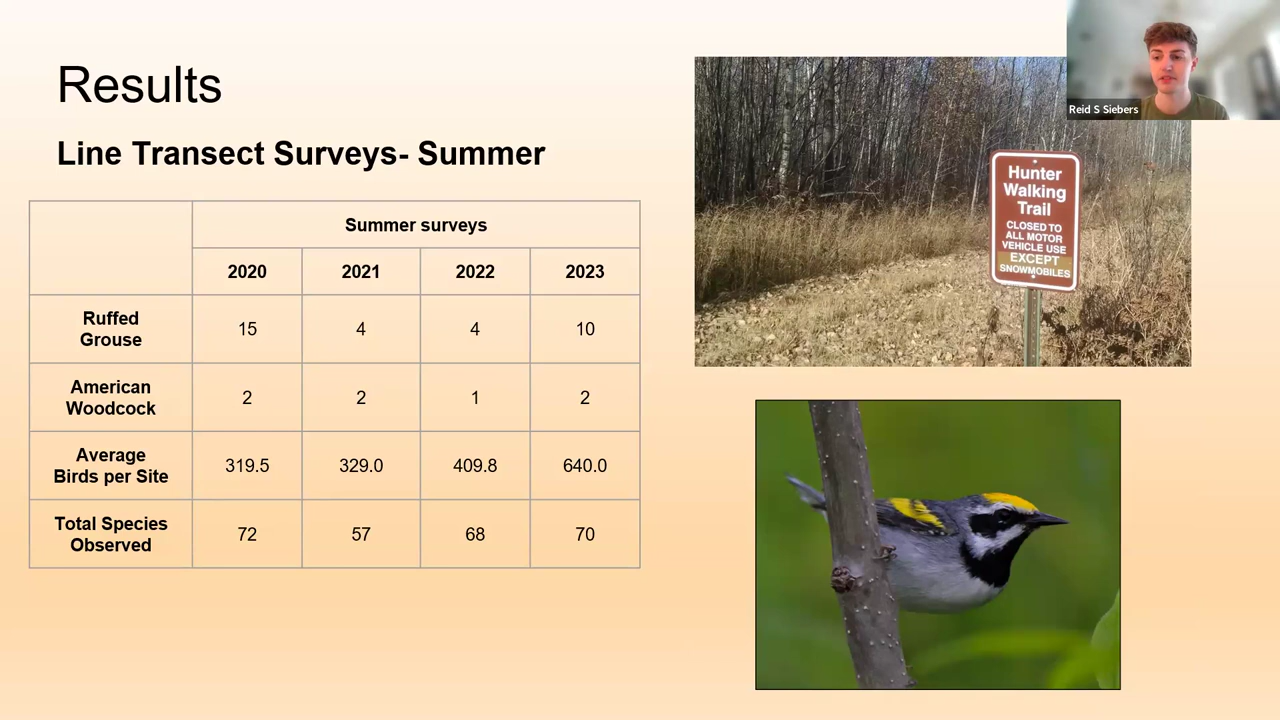 Results
Line Transect Surveys- Summer
Summer surveys
2020 2021 2022 2023
Ruffed
Grouse
15 4 4 10
American
Woodcock
2 2 1 2
Average
Birds per Site
319.5 329.0 409.8 640.0
Total Species
Observed
72 57 68 70
Hunter
Walking
Trail
CLOSED TO
ALL MOTOR
VEHICLE USE
EXCEPT
SNOWMOBILES
Reid S Siebers